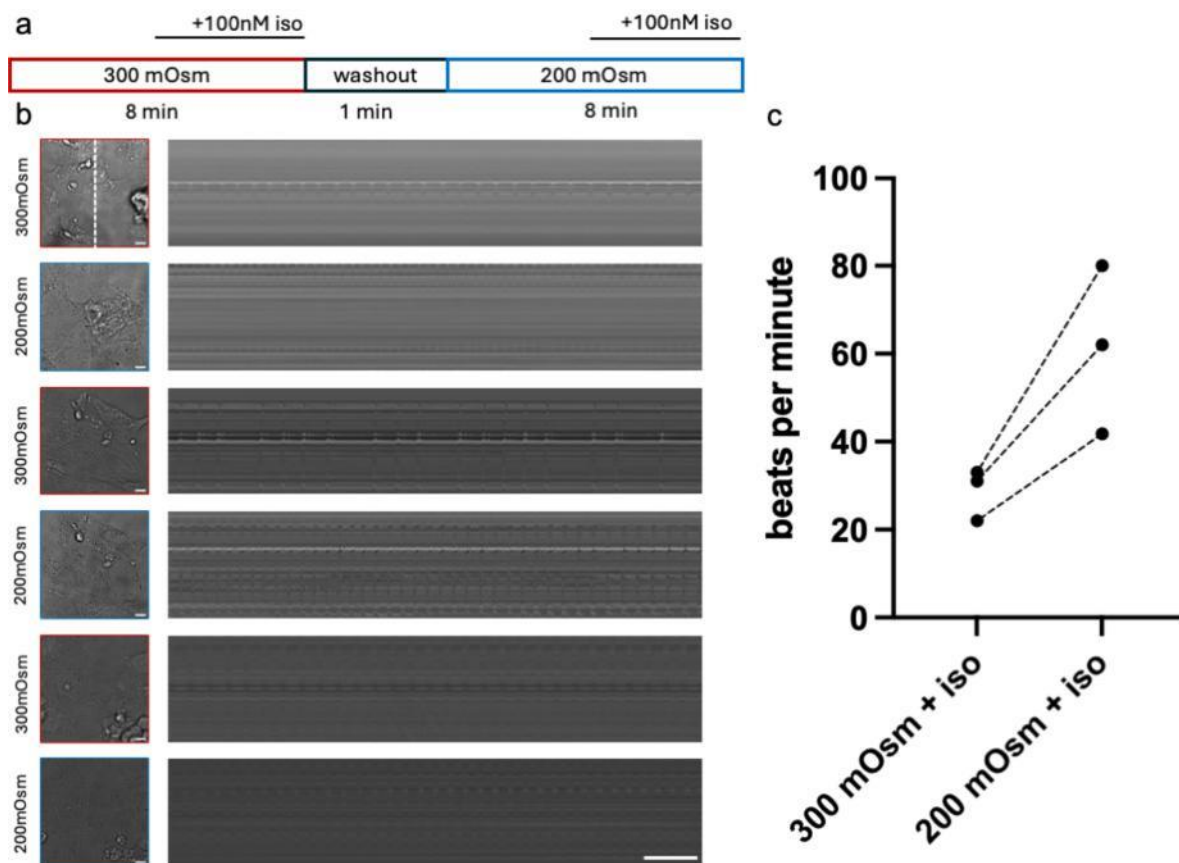 a
+100nM iso
+100nM iso
300 mOsm
washout
200 mOsm
8 min
1 min
8 min
b
300mOsm
200mOsm
300mOsm
200mOsm
300mOsm
200mOsm
c
beats per minute
100
80
60
40
20
0
300 mOsm + iso
200 mOsm + iso